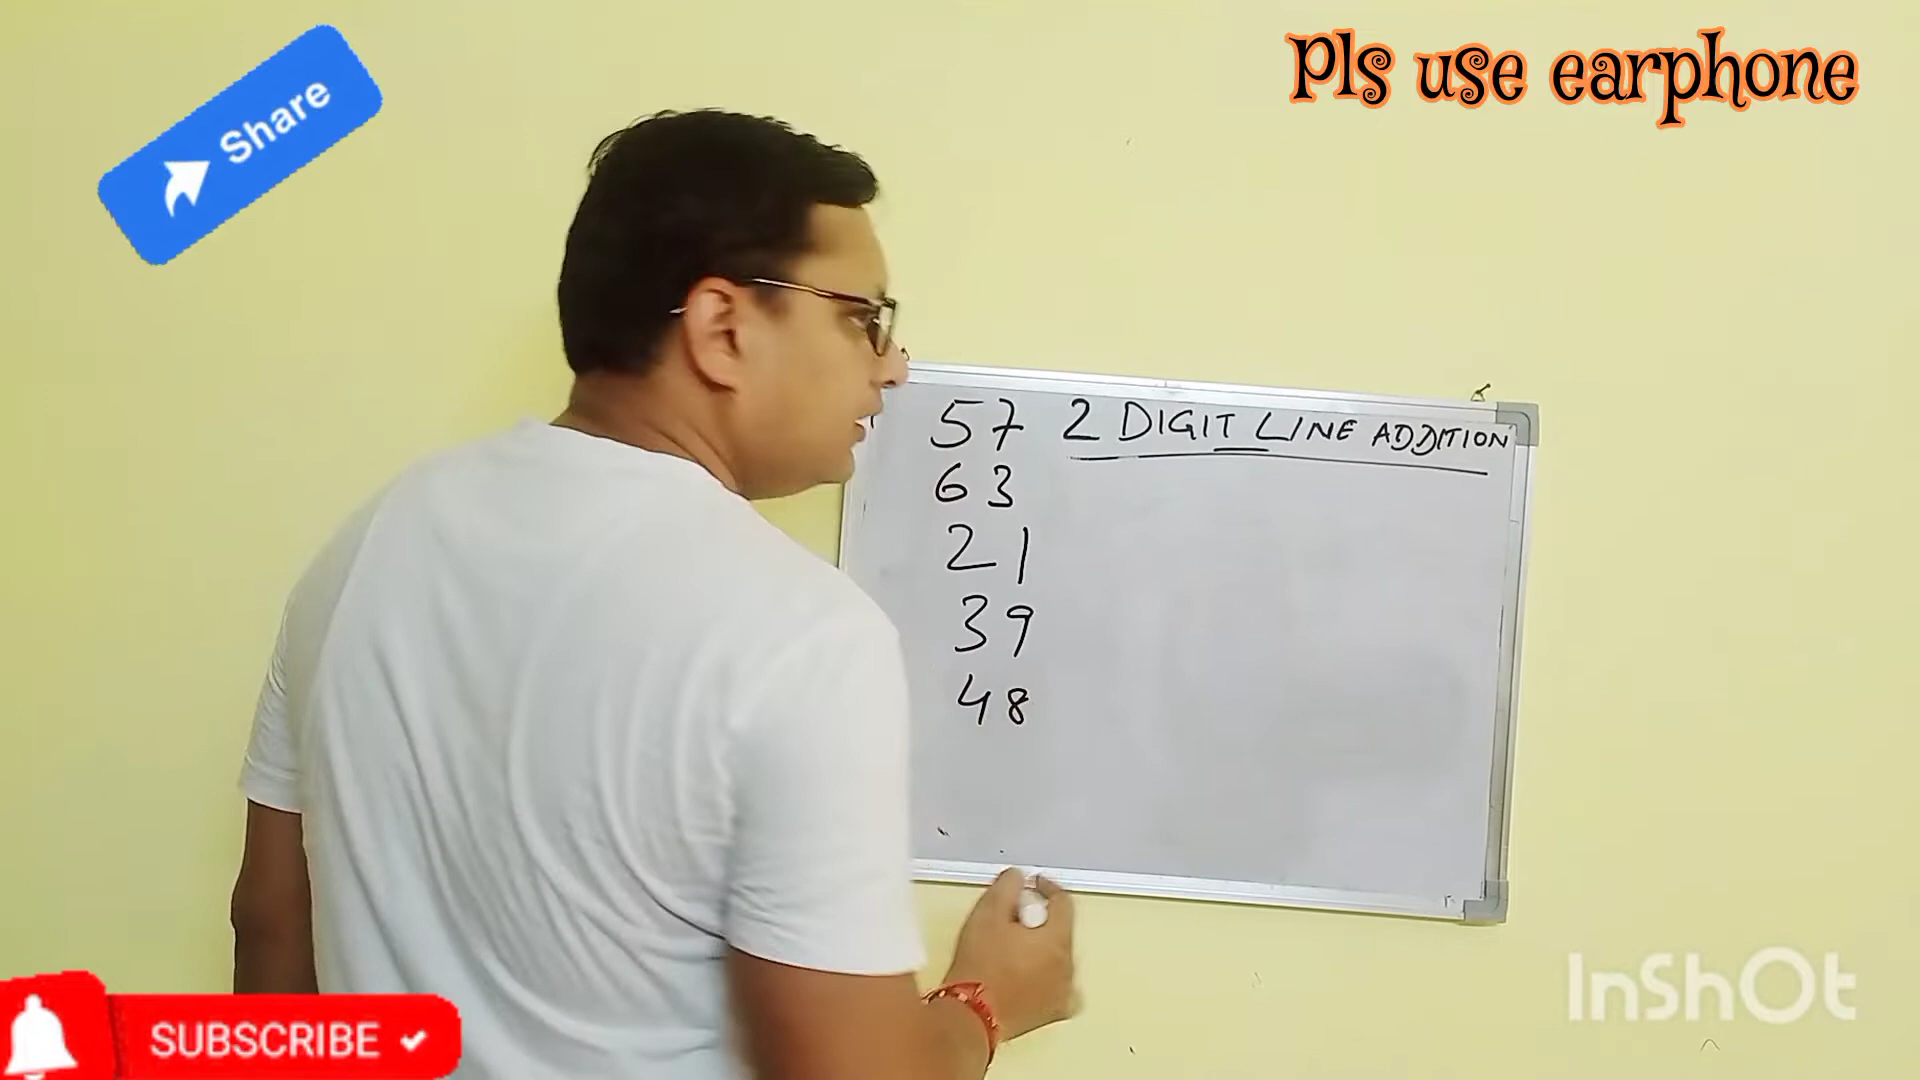 Pls use earphone
Share
57 2 DIGIT LINE ADDITION
63
21
39
48
SUBSCRIBE
InShOt